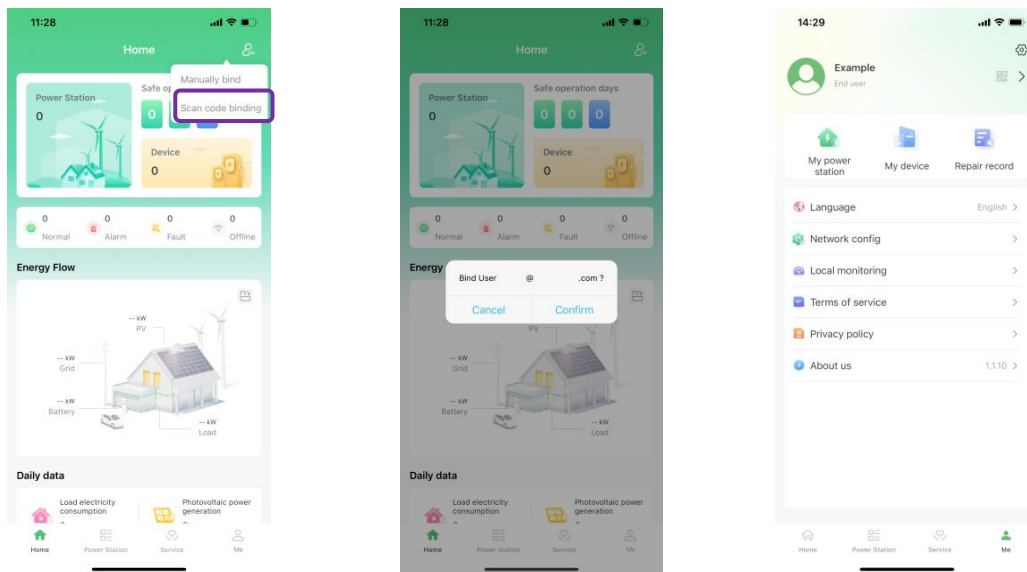 11:28
Home
Manually bind
Scan code binding
Power Station
0
Safe op
0
Device
0
0
Normal
0
Alarm
0
Fault
0
Offline
Energy Flow
-- kW
PV
-- kW
Grid
-- kW
Battery
-- kW
Load
Daily data
Load electricity
consumption
Photovoltaic power
generation
Home
Power Station
Service
Me
11:28
Home
Power Station
0
Safe operation days
0 0 0
Device
0
0
Normal
0
Alarm
0
Fault
0
Offline
Energy
Bind User @ .com ?
Cancel
Confirm
PV
-- kW
Grid
-- kW
Battery
-- kW
Load
Daily data
Load electricity
consumption
Photovoltaic power
generation
Home
Power Station
Service
Me
14:29
Example
End user
My power
station
My device
Repair record
Language
English
Network config
Local monitoring
Terms of service
Privacy policy
About us
1.1.10
Home
Power Station
Service
Me